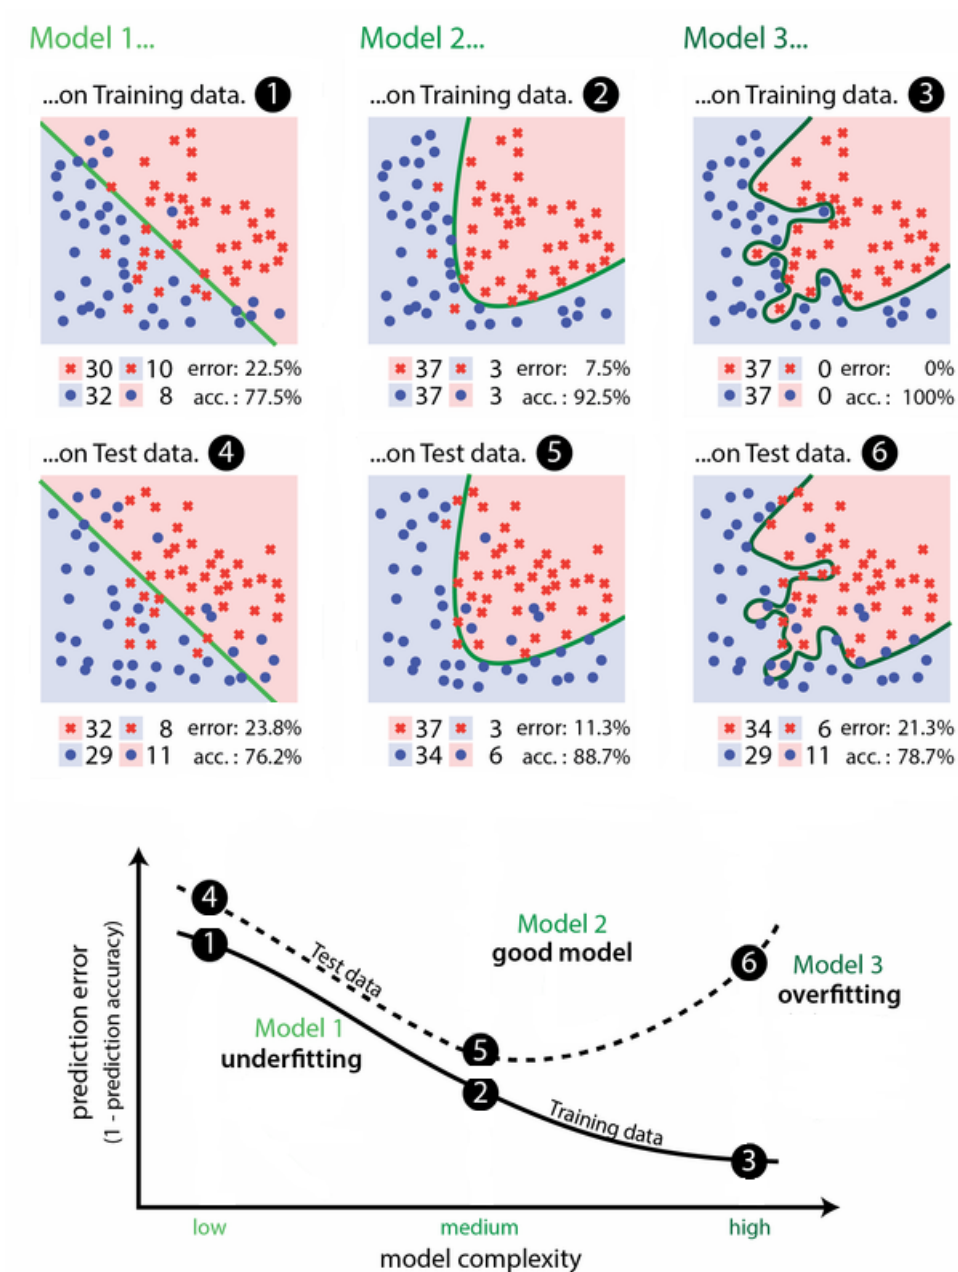 Model 1...
Model 2...
Model 3...
...on Training data. 1
...on Training data. 2
...on Training data. 3
30 10 error: 22.5%
32 8 acc.: 77.5%
37 3 error: 7.5%
37 3 acc.: 92.5%
37 0 error: 0%
37 0 acc.: 100%
...on Test data. 4
...on Test data. 5
...on Test data. 6
32 8 error: 23.8%
29 11 acc.: 76.2%
37 3 error: 11.3%
34 6 acc.: 88.7%
34 6 error: 21.3%
29 11 acc.: 78.7%
prediction error
(1 - prediction accuracy)
4
1
Test data
Model 1
underfitting
Model 2
good model
5
2
Training data
6
Model 3
overfitting
3
low
medium
high
model complexity